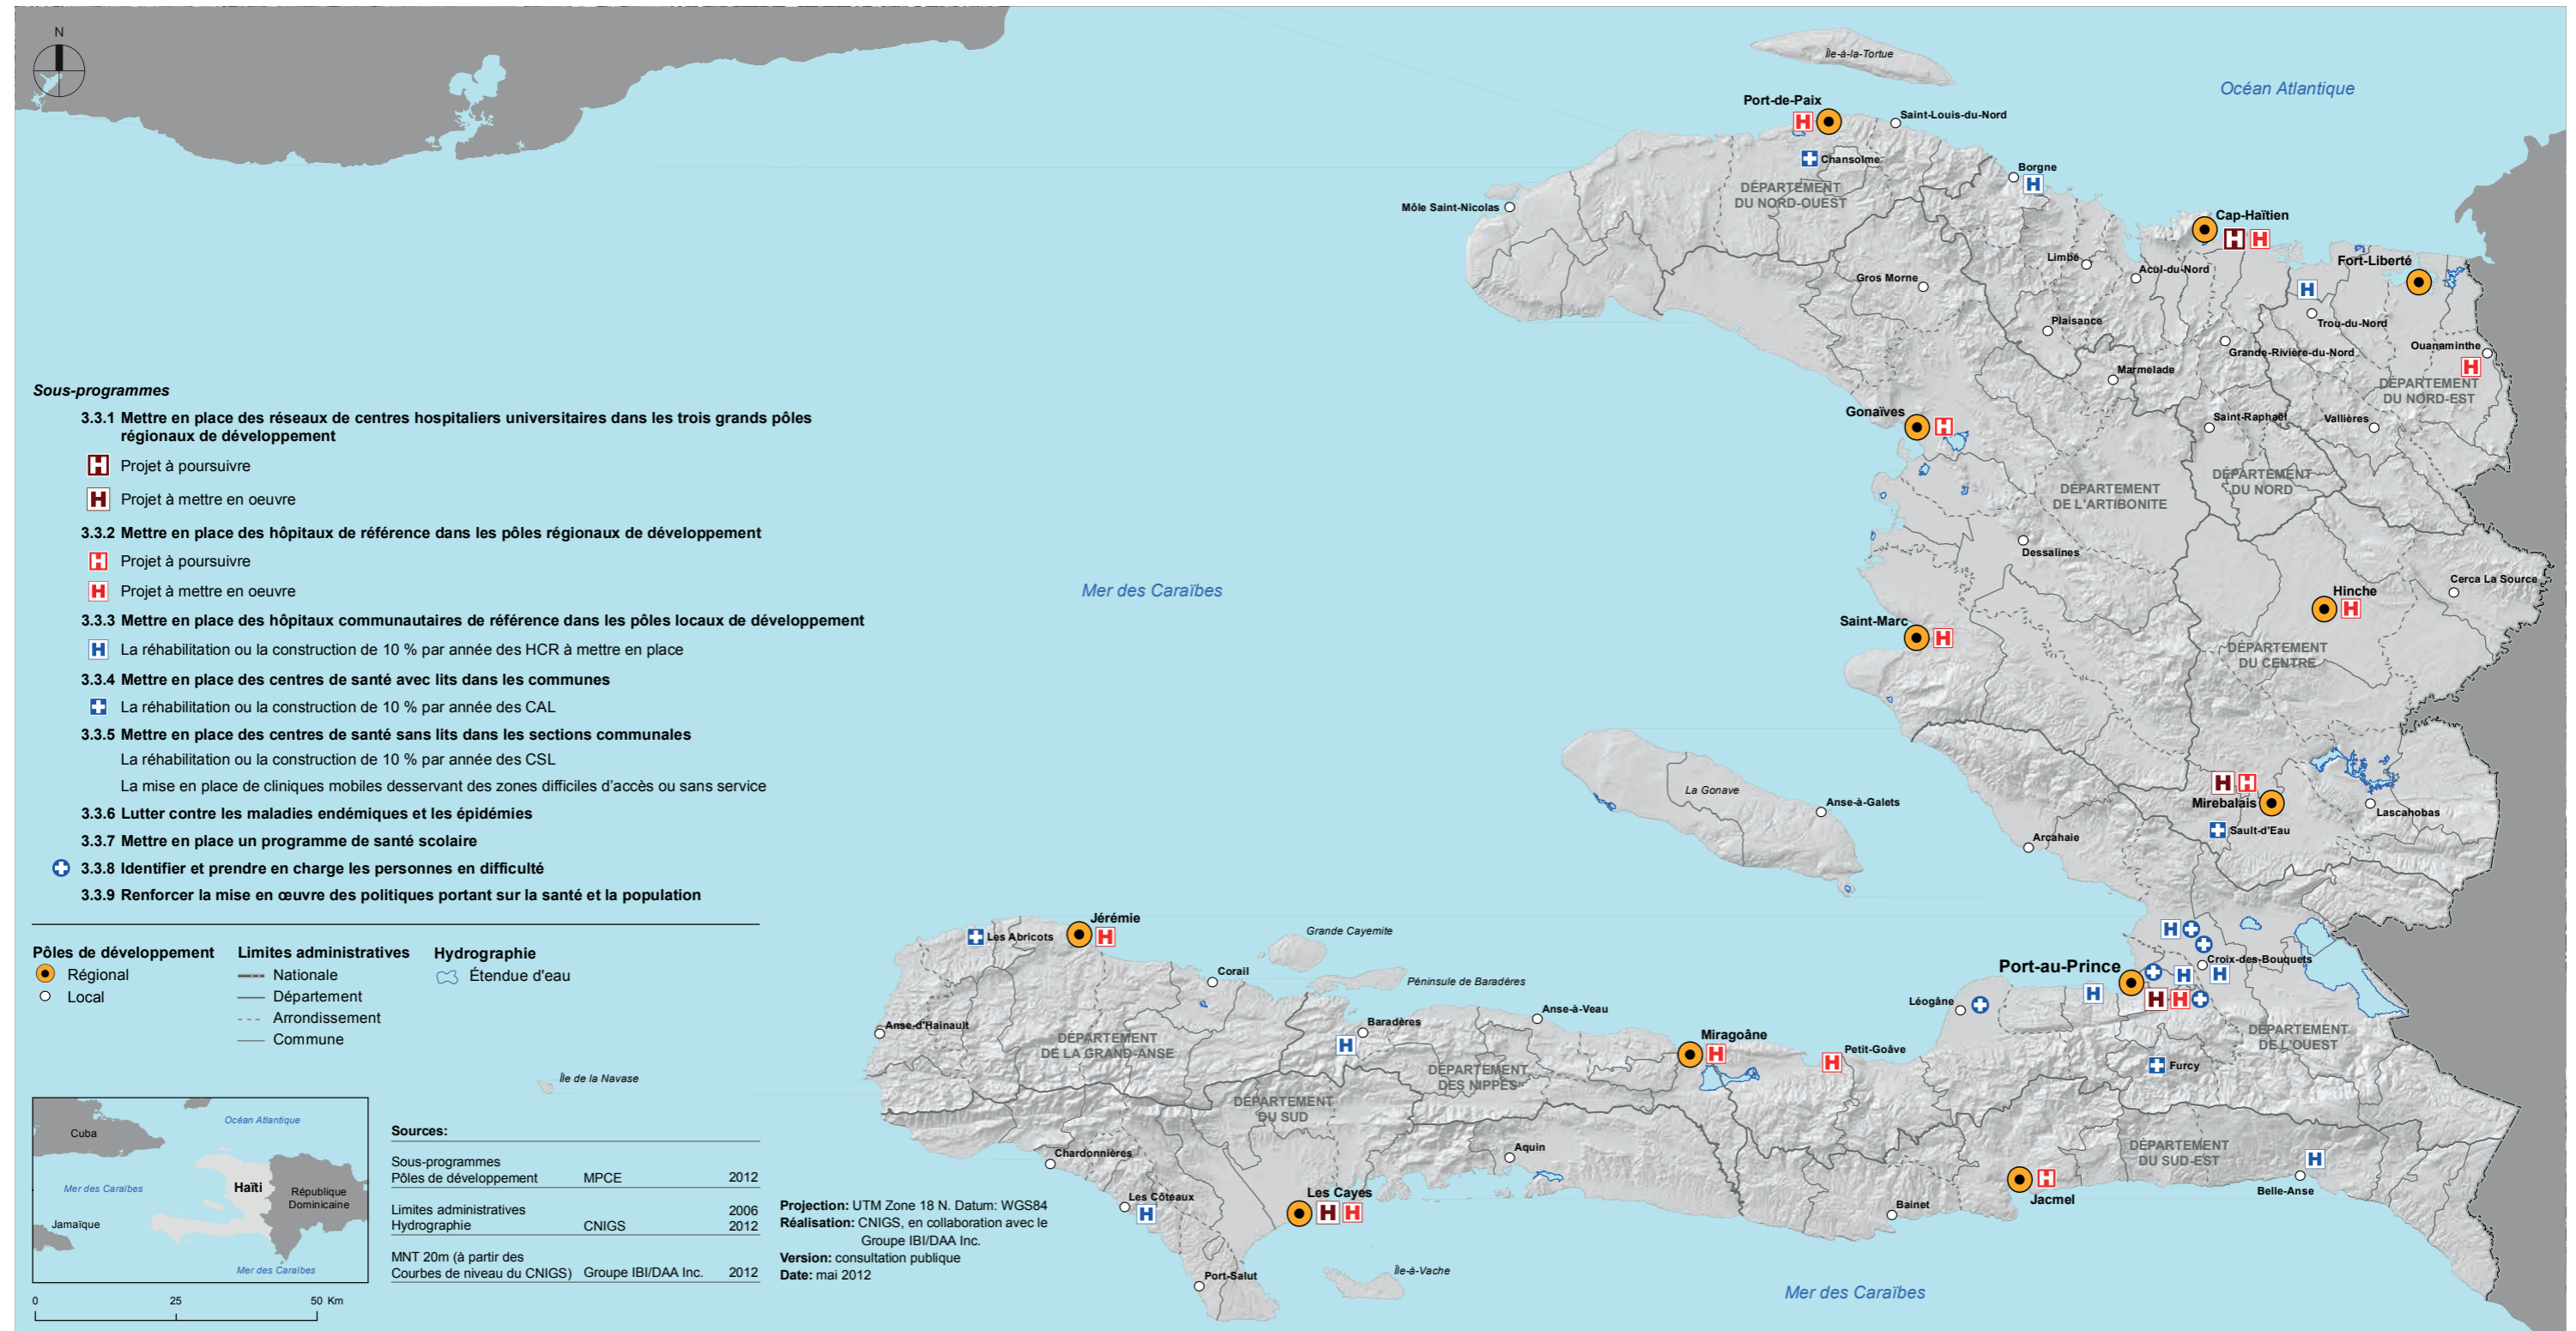 N
Océan Atlantique
Île-à-la-Tortue
Port-de-Paix
Saint-Louis-du-Nord
Chansolme
Borgne
DÉPARTEMENT
DU NORD-OUEST
Môle Saint-Nicolas
Cap-Haïtien
Limbé
Acul-du-Nord
Fort-Liberté
Gros Morne
Trou-du-Nord
Plaisance
Grande-Rivière-du-Nord
Ouanaminthe
Marmelade
DÉPARTEMENT
DU NORD-EST
Gonaïves
Saint-Raphaël
Vallières
DÉPARTEMENT
DU NORD
DÉPARTEMENT
DE L'ARTIBONITE
Dessalines
Cerca La Source
Hinche
Mer des Caraïbes
Saint-Marc
DÉPARTEMENT
DU CENTRE
La Gonave
Anse-à-Galets
Mirebalais
Lascahobas
Sault-d'Eau
Arcahaie
Sous-programmes
3.3.1 Mettre en place des réseaux de centres hospitaliers universitaires dans les trois grands pôles
régionaux de développement
H Projet à poursuivre
H Projet à mettre en oeuvre
3.3.2 Mettre en place des hôpitaux de référence dans les pôles régionaux de développement
H Projet à poursuivre
H Projet à mettre en oeuvre
3.3.3 Mettre en place des hôpitaux communautaires de référence dans les pôles locaux de développement
H La réhabilitation ou la construction de 10 % par année des HCR à mettre en place
3.3.4 Mettre en place des centres de santé avec lits dans les communes
La réhabilitation ou la construction de 10 % par année des CAL
3.3.5 Mettre en place des centres de santé sans lits dans les sections communales
La réhabilitation ou la construction de 10 % par année des CSL
La mise en place de cliniques mobiles desservant des zones difficiles d'accès ou sans service
3.3.6 Lutter contre les maladies endémiques et les épidémies
3.3.7 Mettre en place un programme de santé scolaire
3.3.8 Identifier et prendre en charge les personnes en difficulté
3.3.9 Renforcer la mise en œuvre des politiques portant sur la santé et la population
Pôles de développement
Régional
Local
Limites administratives
Nationale
Département
Arrondissement
Commune
Hydrographie
Étendue d'eau
Les Abricots
Jérémie
Grande Cayemite
Corail
Péninsule de Baradères
Anse-d'Hainault
DÉPARTEMENT
DE LA GRAND-ANSE
Baradères
Anse-à-Veau
Miragoâne
Petit-Goâve
Léogâne
Port-au-Prince
Croix-des-Bouquets
DÉPARTEMENT
DE L'OUEST
Furcy
DÉPARTEMENT
DES NIPPES
Île de la Navase
DÉPARTEMENT
DU SUD
Chardonnières
Aquin
DÉPARTEMENT
DU SUD-EST
Les Côteaux
Les Cayes
Bainet
Jacmel
Belle-Anse
Port-Salut
Île-à-Vache
Mer des Caraïbes
Océan Atlantique
Cuba
Mer des Caraïbes
Haïti
République
Dominicaine
Jamaïque
Mer des Caraïbes
0 25 50 Km
Sources:
Sous-programmes
Pôles de développement MPCE 2012
Limites administratives 2006
Hydrographie CNIGS 2012
MNT 20m (à partir des
Courbes de niveau du CNIGS) Groupe IBI/DAA Inc. 2012
Projection: UTM Zone 18 N. Datum: WGS84
Réalisation: CNIGS, en collaboration avec le
Groupe IBI/DAA Inc.
Version: consultation publique
Date: mai 2012